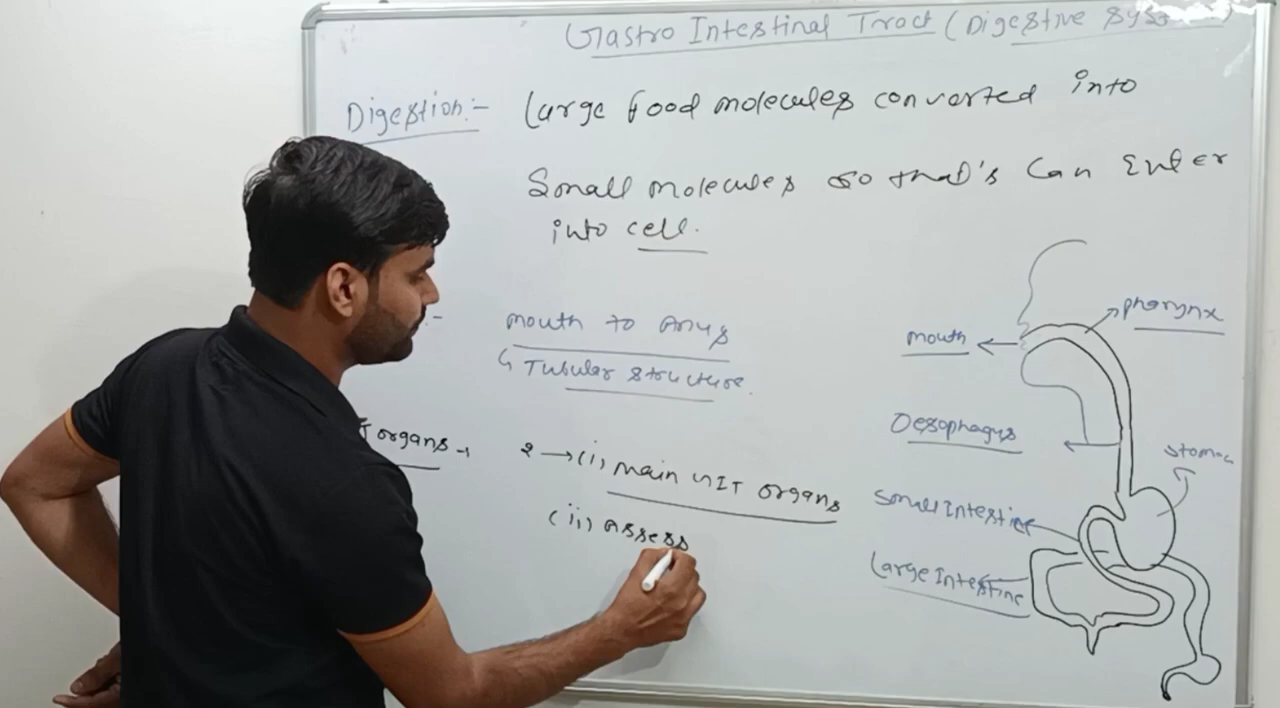 Gastro Intestinal Tract (Digestive Syst
Digestion:- Large food molecules converted into
Small molecules so that's can Enter
into cell.
:- mouth to Anus
↳ Tubular structure.
T organs → 2 → (i) main GIT organs
(ii) Assess
pharynx
mouth
Oesophagus
stomac
Small Intestine
Large Intestine